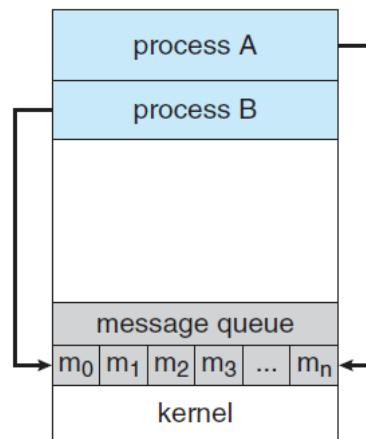 process A
process B
message queue
m0 m1 m2 m3 ... mn
kernel